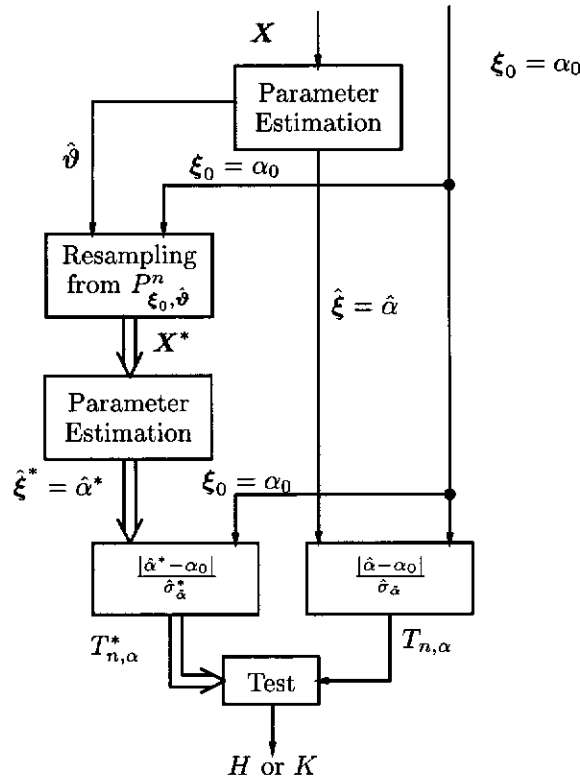 X
ξ₀ = α₀
Parameter
Estimation
ϑ̂
ξ₀ = α₀
Resampling
from Pⁿ_{ξ₀,ϑ̂}
ξ̂ = α̂
X*
Parameter
Estimation
ξ̂* = α̂*
ξ₀ = α₀
|α̂*−α₀| / σ̂*_α̂
|α̂−α₀| / σ̂_α̂
T*_{n,α}
T_{n,α}
Test
H or K